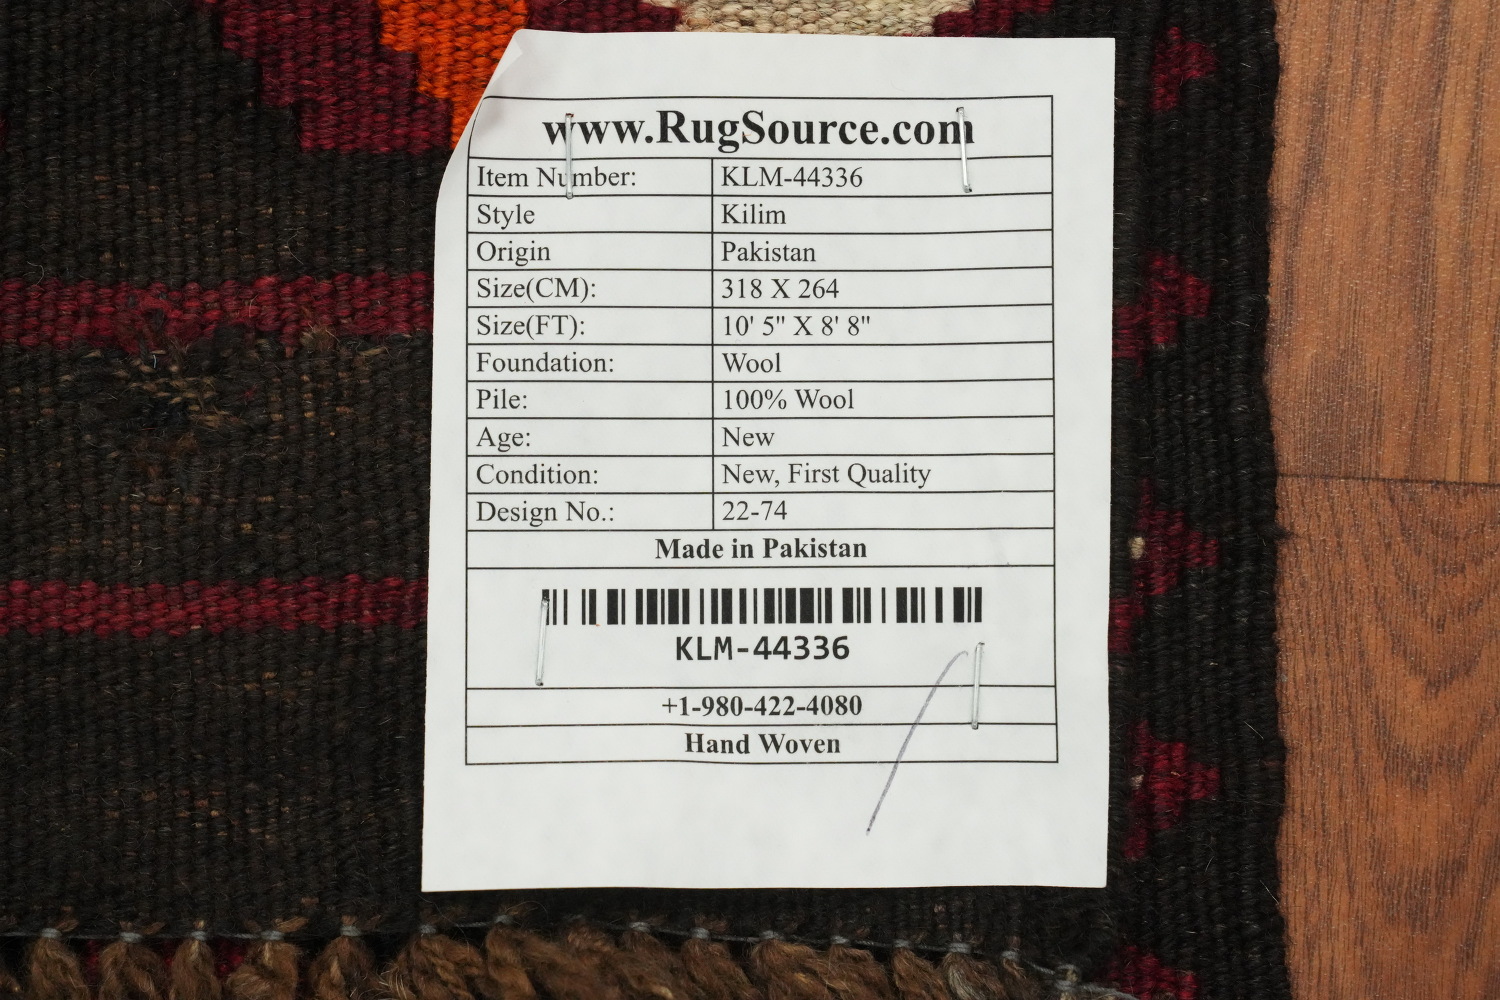 www.RugSource.com
Item Number: KLM-44336
Style Kilim
Origin Pakistan
Size(CM): 318 X 264
Size(FT): 10' 5" X 8' 8"
Foundation: Wool
Pile: 100% Wool
Age: New
Condition: New, First Quality
Design No.: 22-74
Made in Pakistan
KLM-44336
+1-980-422-4080
Hand Woven